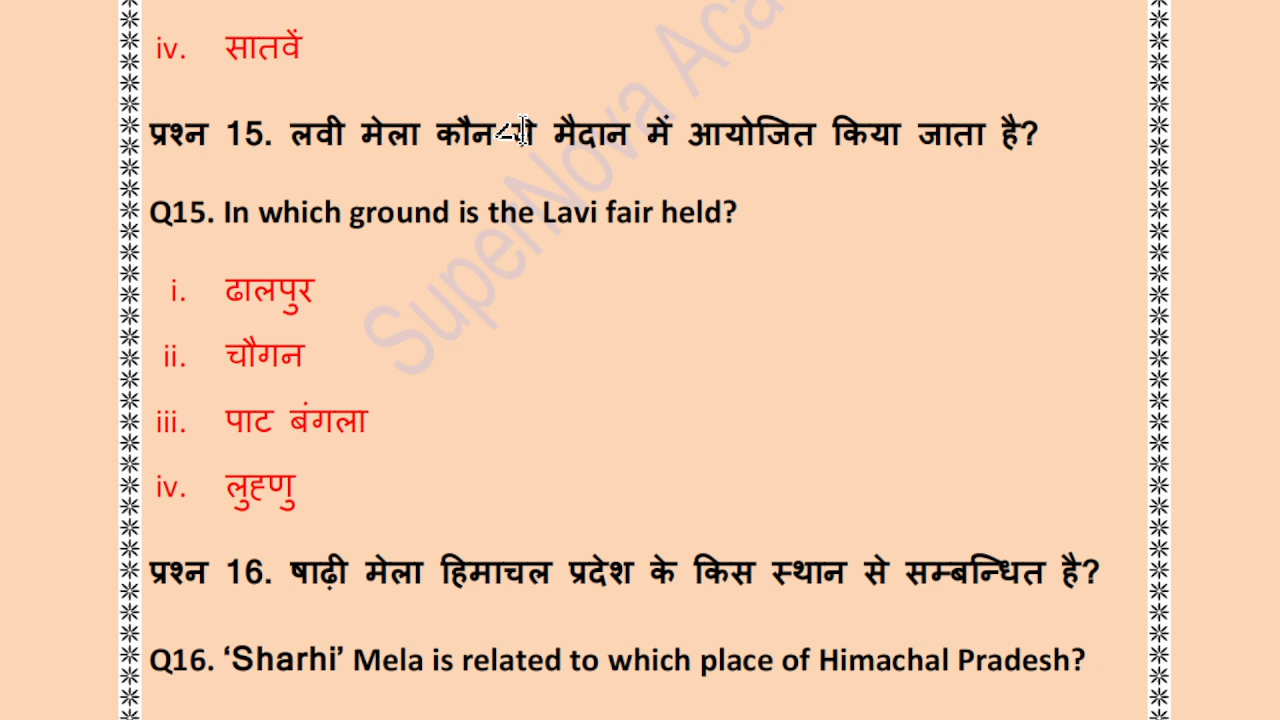 iv. सातवें
प्रश्न 15. लवी मेला कौन मैदान में आयोजित किया जाता है?
Q15. In which ground is the Lavi fair held?
i. ढालपुर
ii. चौगन
iii. पाट बंगला
iv. लुह्णु
प्रश्न 16. षाढ़ी मेला हिमाचल प्रदेश के किस स्थान से सम्बन्धित है?
Q16. ‘Sharhi’ Mela is related to which place of Himachal Pradesh?
SuperNova